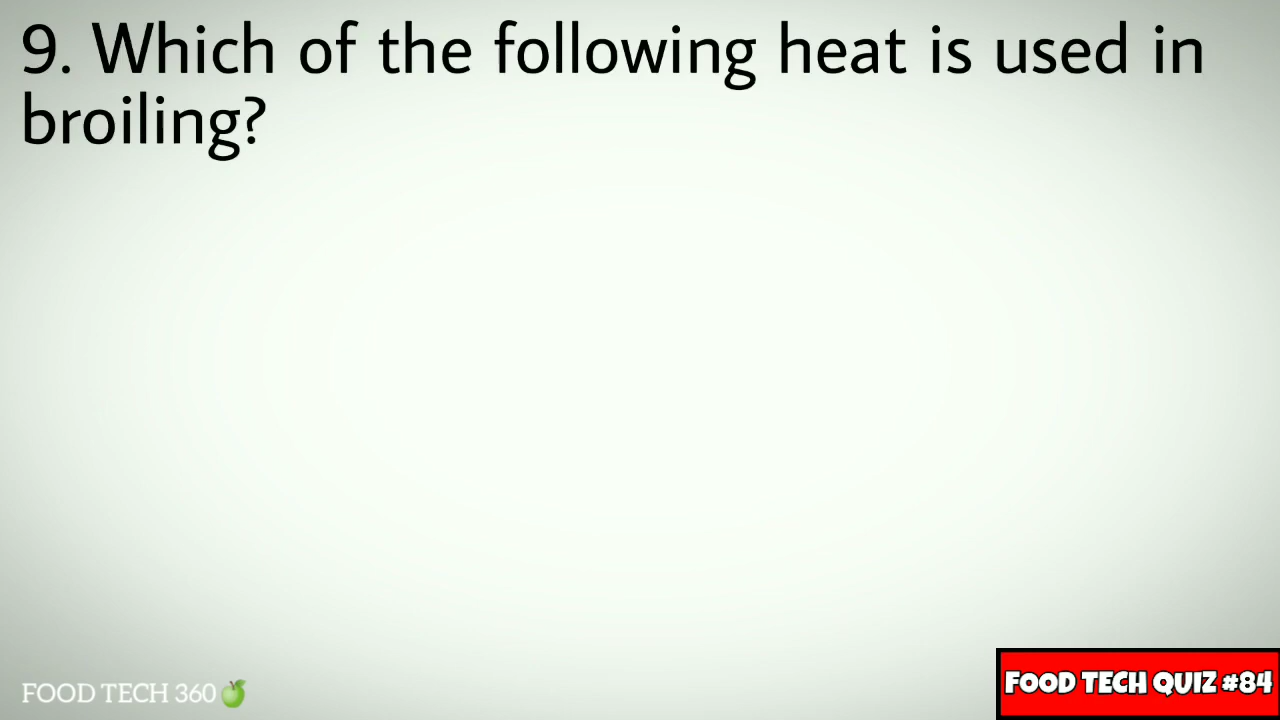 9. Which of the following heat is used in
broiling?
FOOD TECH 360
FOOD TECH QUIZ #84